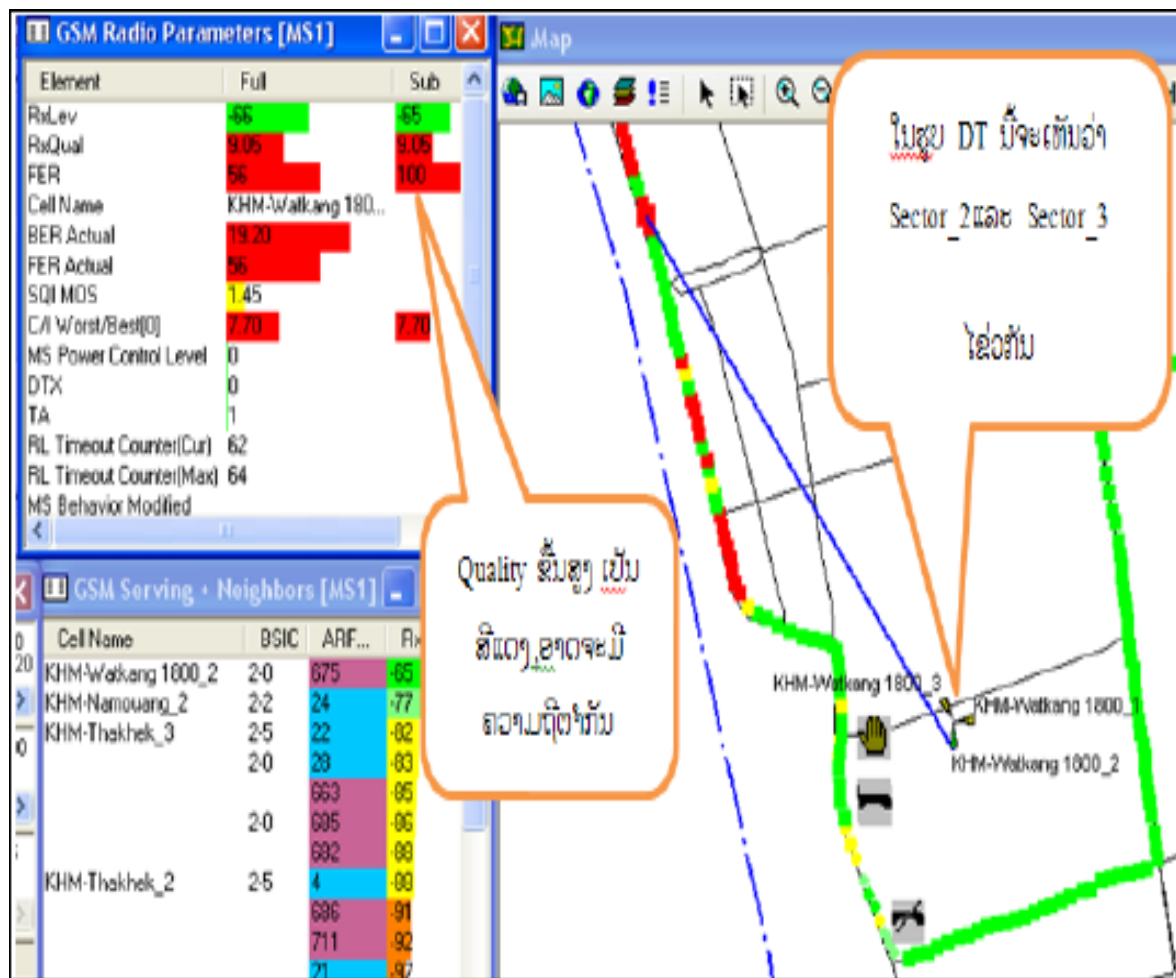 GSM Radio Parameters [MS1]
Element Full Sub
RxLev -66 -65
RxQual 9.05 9.05
FER 56 100
Cell Name KHM-Watkang 180...
BER Actual 19.20
FER Actual 56
SQI MOS 1.45
C/I Worst/Best[0] 7.70 7.70
MS Power Control Level 0
DTX 0
TA 1
RL Timeout Counter(Cur) 62
RL Timeout Counter(Max) 64
MS Behavior Modified
GSM Serving + Neighbors [MS1]
Cell Name BSIC ARF... Rx
KHM-Watkang 1800_2 2-0 675 -65
KHM-Namouang_2 2-2 24 -77
KHM-Thakhek_3 2-5 22 -82
2-0 28 -83
663 -85
2-0 685 -86
682 -88
KHM-Thakhek_2 2-5 4 -88
686 -91
711 -92
21
Quality ຂຶ້ນສູງ ເປັນ
ສີແດງ,ອາດຈະມີ
ຄວາມຖີ່ຕຳກັນ
Map
ໃນຮູບ DT ນີ້ຈະເຫັນວ່າ
Sector_2ແລະ Sector_3
ໄຂ່ວກັນ
KHM-Watkang 1800_3
KHM-Watkang 1800_1
KHM-Watkang 1800_2